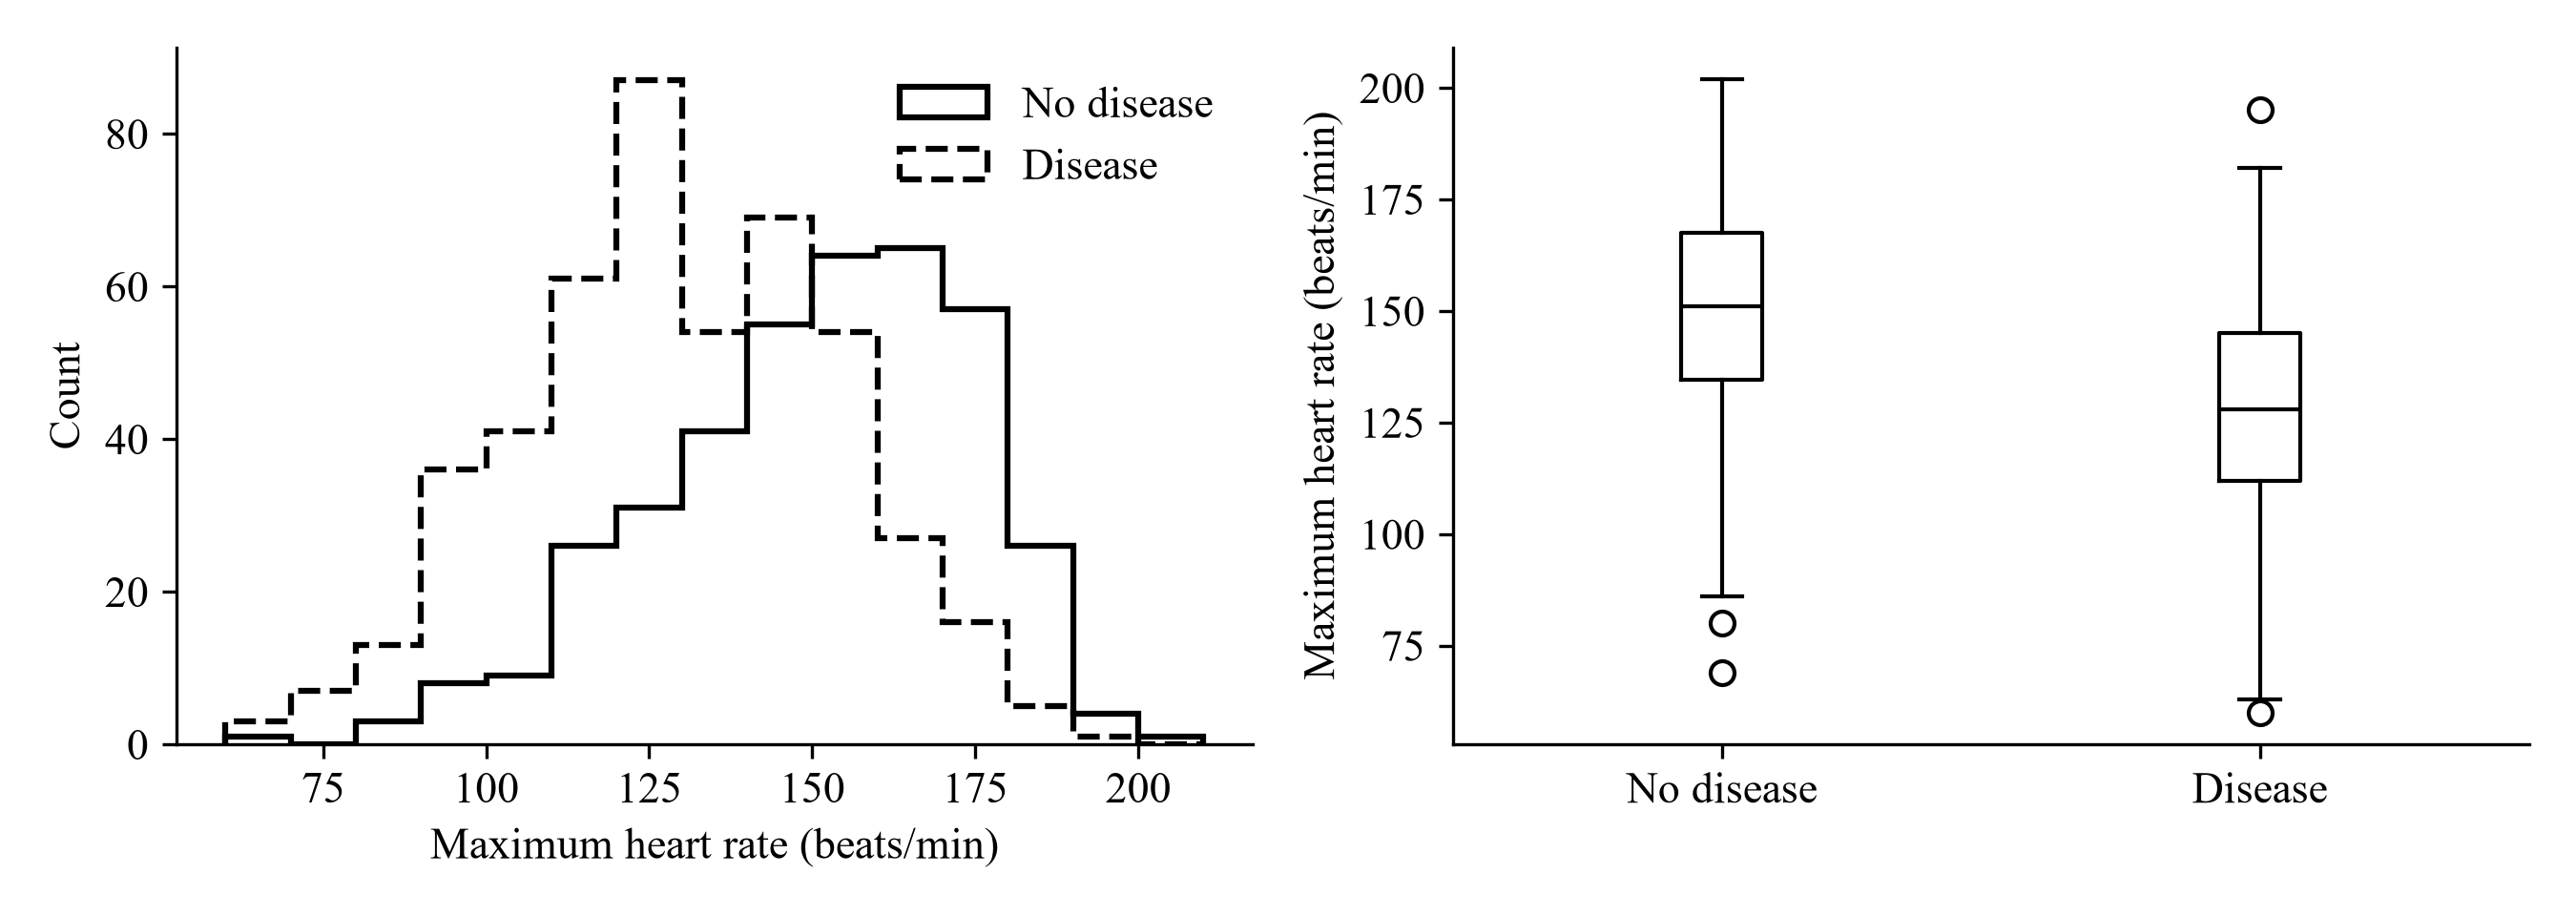 No disease
Disease
80
60
40
20
0
Count
75
100
125
150
175
200
Maximum heart rate (beats/min)
200
175
150
125
100
75
Maximum heart rate (beats/min)
No disease
Disease